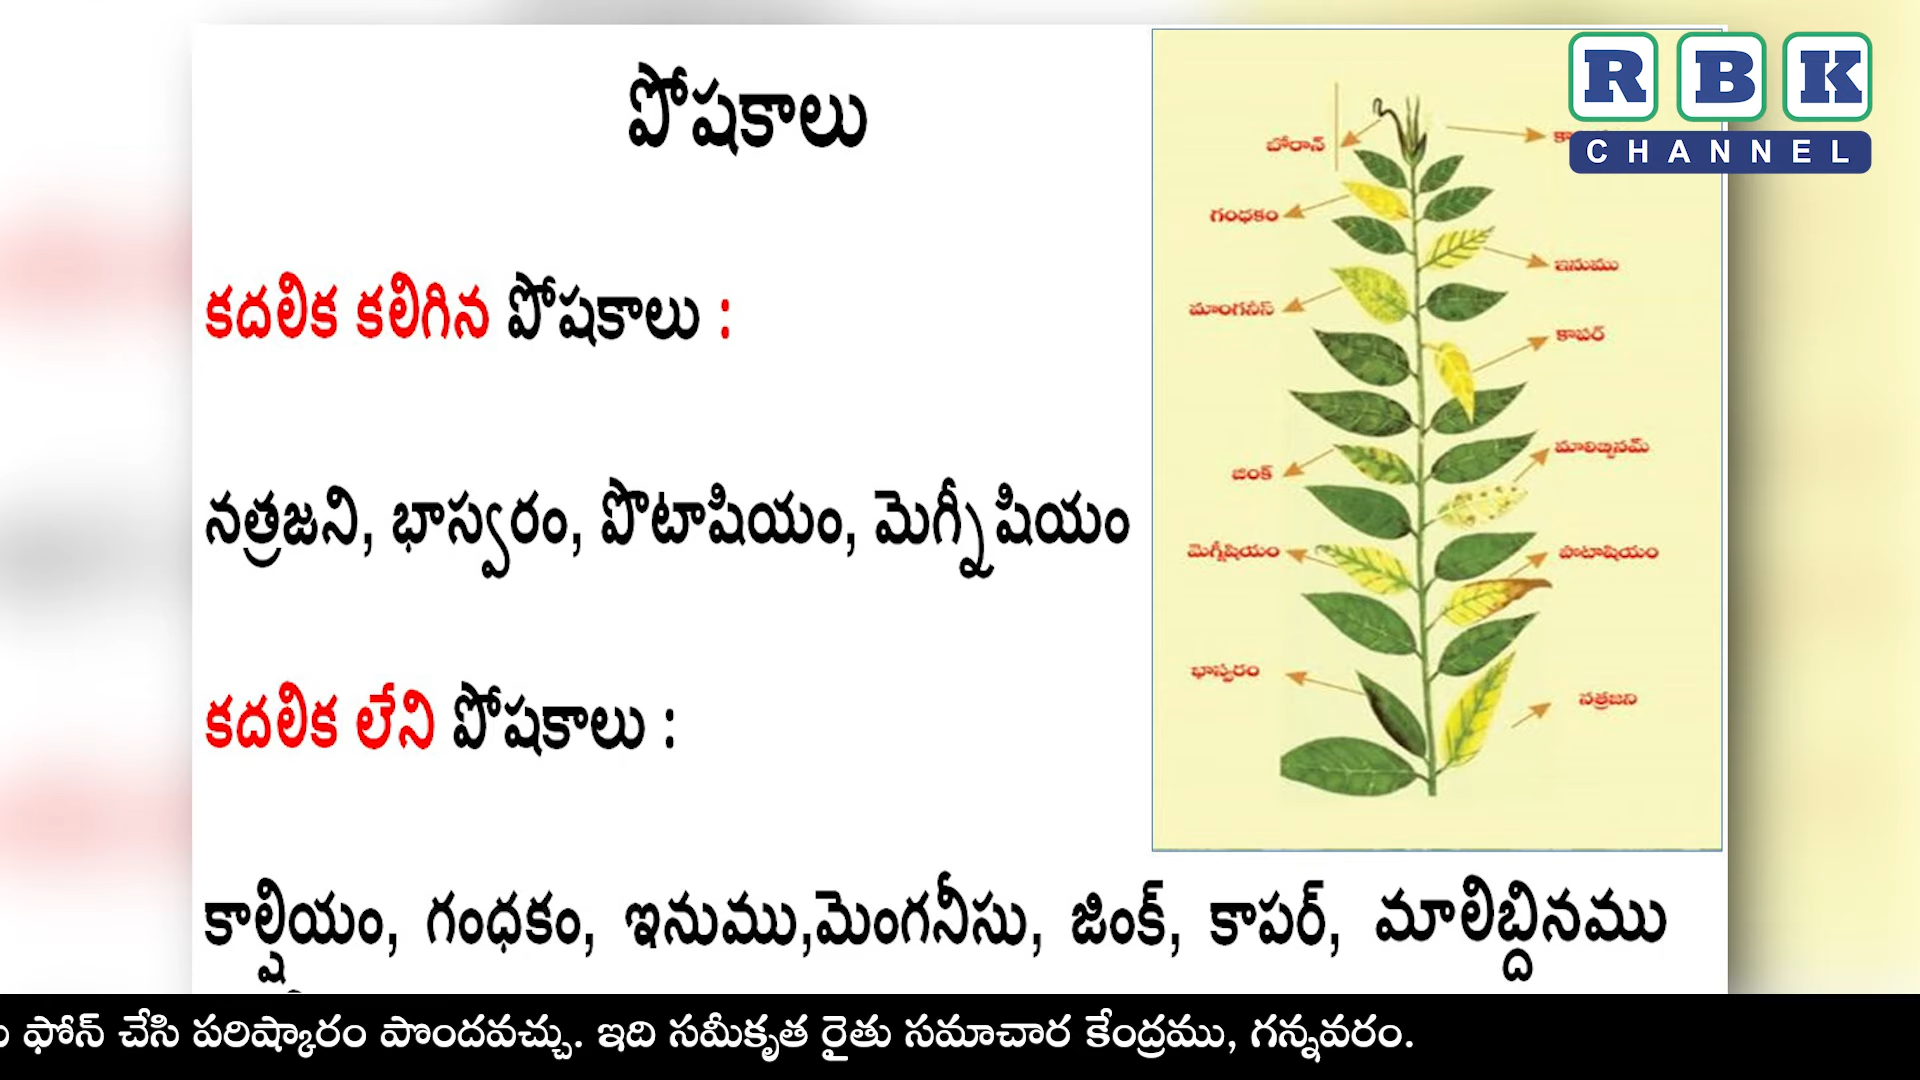 పోషకాలు
కదలిక కలిగిన పోషకాలు :
నత్రజని, భాస్వరం, పొటాషియం, మెగ్నీషియం
కదలిక లేని పోషకాలు :
కాల్షియం, గంధకం, ఇనుము,మెంగనీసు, జింక్, కాపర్, మాలిబ్దినము
R B K
CHANNEL
బోరాన్
గంధకం
ఇనుము
మాంగనీస్
కాపర్
మాలిబ్దినమ్
జింక్
మెగ్నీషియం
పొటాషియం
భాస్వరం
నత్రజని
ఫోన్ చేసి పరిష్కారం పొందవచ్చు. ఇది సమీకృత రైతు సమాచార కేంద్రము, గన్నవరం.